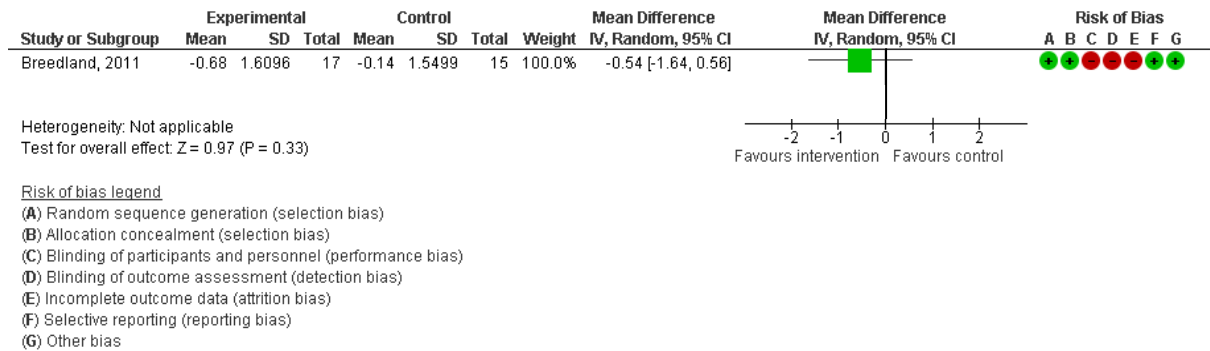 Experimental Control Mean Difference Mean Difference Risk of Bias
Study or Subgroup Mean SD Total Mean SD Total Weight IV, Random, 95% CI IV, Random, 95% CI A B C D E F G
Breedland, 2011 -0.68 1.6096 17 -0.14 1.5499 15 100.0% -0.54 [-1.64, 0.56] + + - - - + +
Heterogeneity: Not applicable
Test for overall effect: Z = 0.97 (P = 0.33)
-2 -1 0 1 2
Favours intervention Favours control
Risk of bias legend
(A) Random sequence generation (selection bias)
(B) Allocation concealment (selection bias)
(C) Blinding of participants and personnel (performance bias)
(D) Blinding of outcome assessment (detection bias)
(E) Incomplete outcome data (attrition bias)
(F) Selective reporting (reporting bias)
(G) Other bias